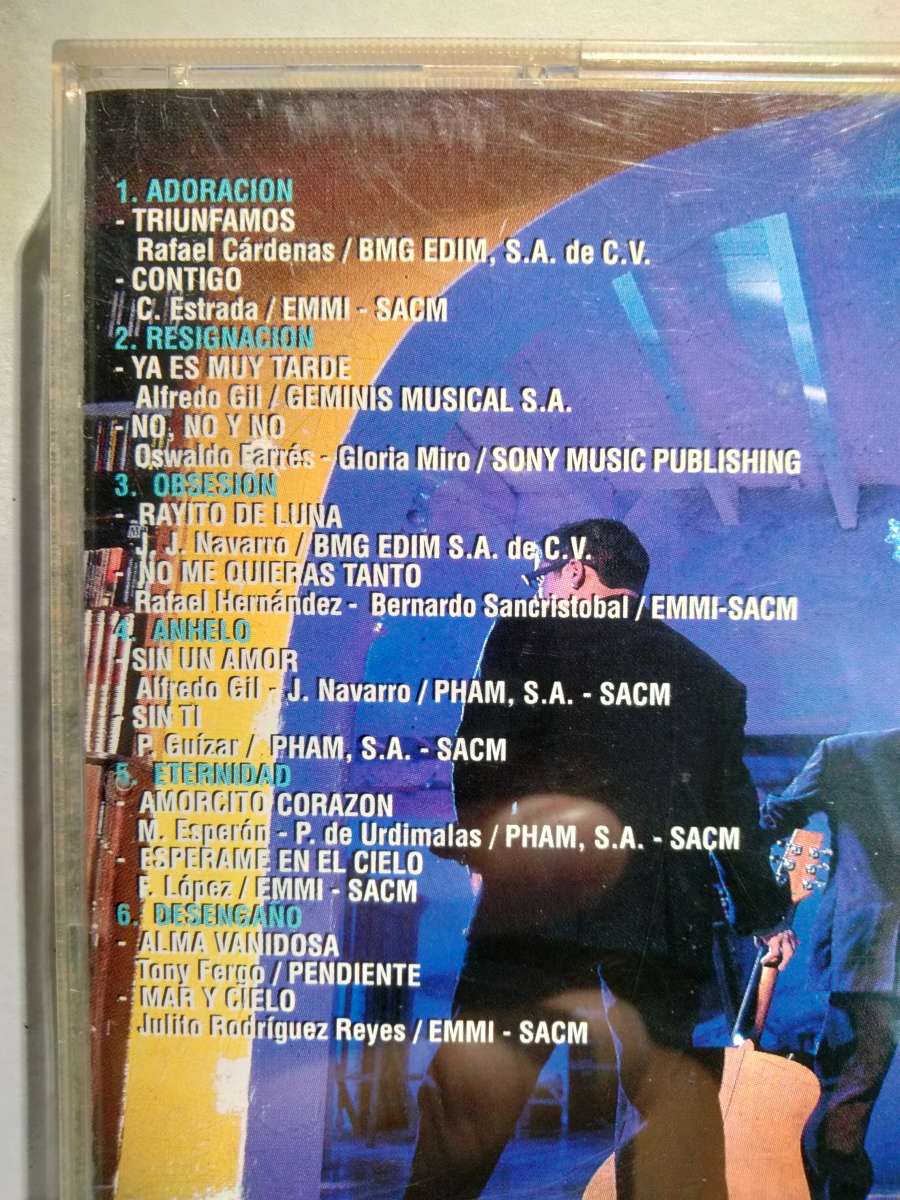 1. ADORACION
- TRIUNFAMOS
Rafael Cárdenas / BMG EDIM, S.A. de C.V.
- CONTIGO
C. Estrada / EMMI - SACM
2. RESIGNACION
- YA ES MUY TARDE
Alfredo Gil / GEMINIS MUSICAL S.A.
- NO, NO Y NO
Oswaldo Farrés - Gloria Miro / SONY MUSIC PUBLISHING
3. OBSESION
- RAYITO DE LUNA
J. J. Navarro / BMG EDIM S.A. de C.V.
- NO ME QUIERAS TANTO
Rafael Hernández - Bernardo Sancristobal / EMMI-SACM
4. ANHELO
- SIN UN AMOR
Alfredo Gil - J. Navarro / PHAM, S.A. - SACM
- SIN TI
P. Guízar / PHAM, S.A. - SACM
5. ETERNIDAD
- AMORCITO CORAZON
M. Esperón - P. de Urdimalas / PHAM, S.A. - SACM
- ESPERAME EN EL CIELO
F. López / EMMI - SACM
6. DESENGAÑO
- ALMA VANIDOSA
Tony Fergo / PENDIENTE
- MAR Y CIELO
Julito Rodríguez Reyes / EMMI - SACM